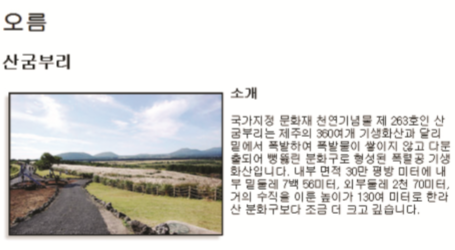 오름
산굼부리
소개
국가지정 문화재 천연기념물 제 263호인 산
굼부리는 제주의 360여개 기생화산과 달리
밑에서 폭발하여 폭발물이 쌓이지 않고 다분
출되어 뻥뚫린 분화구로 형성된 폭렬공 기생
화산입니다. 내부 면적 30만 평방 미터에 내
부 밑둘레 7백 56미터, 외부둘레 2천 70미터,
거의 수직을 이룬 높이가 130여 미터로 한라
산 분화구보다 조금 더 크고 깊습니다.